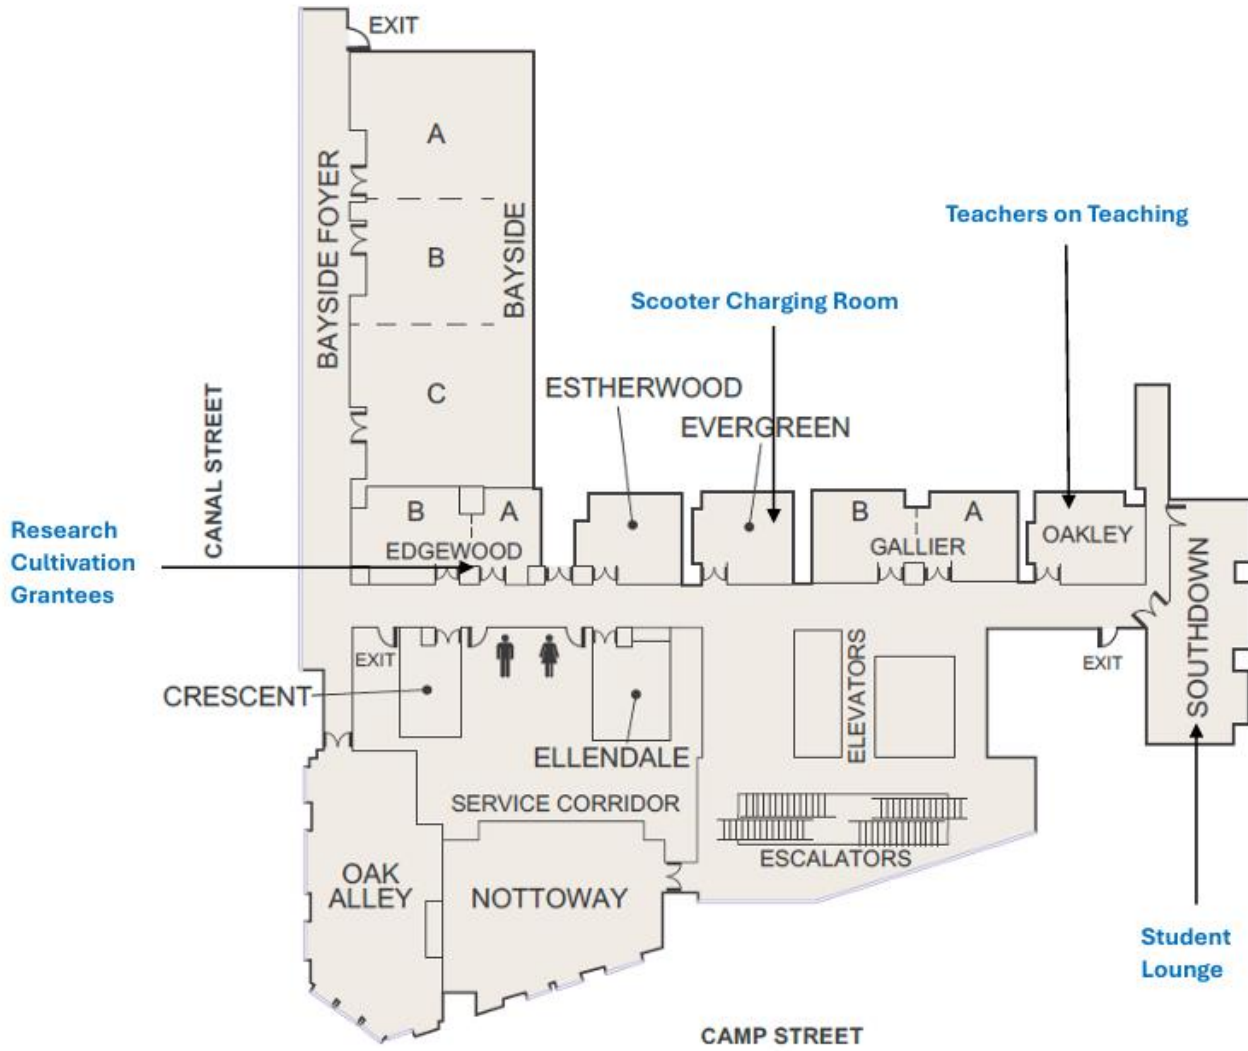 EXIT
A
BAYSIDE FOYER
B
BAYSIDE
C
Teachers on Teaching
Scooter Charging Room
ESTHERWOOD
EVERGREEN
CANAL STREET
Research
Cultivation
Grantees
B
A
EDGEWOOD
B
A
GALLIER
OAKLEY
SOUTHDOWN
EXIT
EXIT
CRESCENT
ELLENDALE
ELEVATORS
SERVICE CORRIDOR
ESCALATORS
OAK
ALLEY
NOTTOWAY
Student
Lounge
CAMP STREET